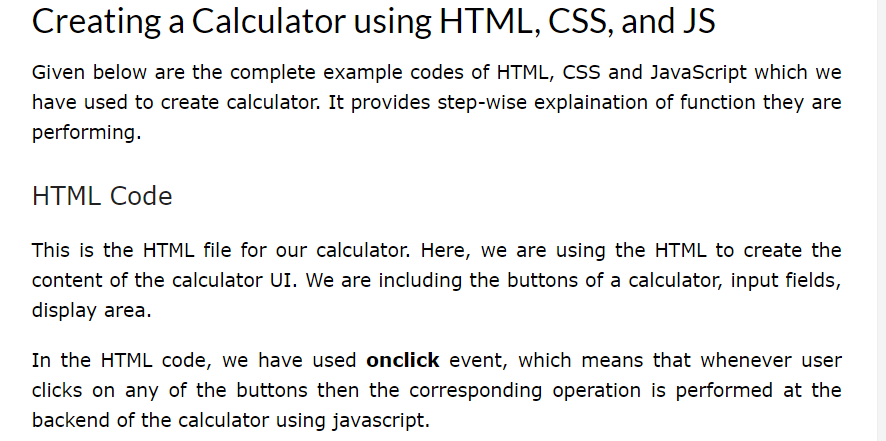 Creating a Calculator using HTML, CSS, and JS
Given below are the complete example codes of HTML, CSS and JavaScript which we
have used to create calculator. It provides step-wise explaination of function they are
performing.
HTML Code
This is the HTML file for our calculator. Here, we are using the HTML to create the
content of the calculator UI. We are including the buttons of a calculator, input fields,
display area.
In the HTML code, we have used onclick event, which means that whenever user
clicks on any of the buttons then the corresponding operation is performed at the
backend of the calculator using javascript.